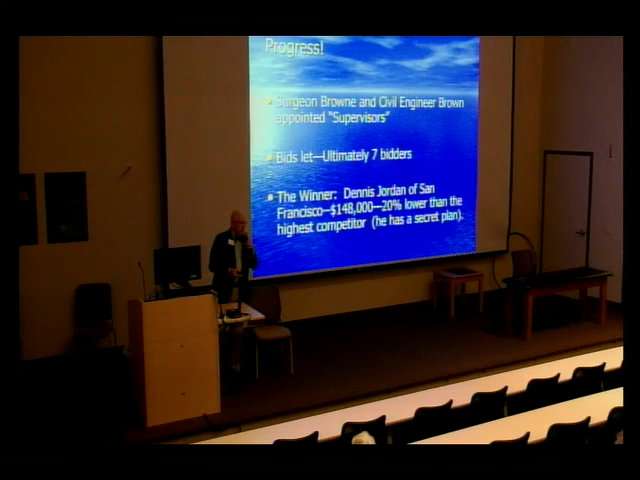 Progress!
Surgeon Browne and Civil Engineer Brown
appointed "Supervisors"
Bids let—Ultimately 7 bidders
The Winner: Dennis Jordan of San
Francisco—$148,000—20% lower than the
highest competitor (he has a secret plan).